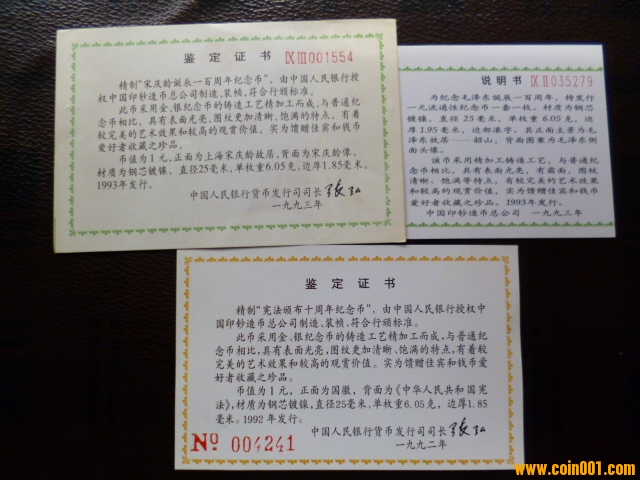 鉴定证书 IXIII001554
精制“宋庆龄诞辰一百周年纪念币”,由中国人民银行授
权中国印钞造币总公司制造、装帧,符合行颁标准。
此币采用金、银纪念币的铸造工艺精加工而成,与普通
纪念币相比,具有表面光亮、图纹更加清晰、饱满的特点,有着
较完美的艺术效果和较高的观赏价值。实为馈赠佳宾和钱币
爱好者收藏之珍品。
币值为1元,正面为上海宋庆龄故居,背面为宋庆龄像。
材质为钢芯镀镍,直径25毫米,单枚重6.05克,边厚1.85毫米。
1993年发行。
中国人民银行货币发行司司长
一九九三年
说明书 IXII035279
为纪念毛泽东诞辰一百周年,特发行
一元流通性纪念币一套一枚。材质为钢芯
镀镍,直径25毫米,单枚重6.05克,边
厚1.95毫米,边部滚字。其正面主景为毛
泽东故居——韶山,背面图案为毛泽东侧
面头像。
该币采用精加工铸造工艺,与普通纪
念币相比,具有表面光亮,有霜面,图纹
清晰、饱满等特点,有较完美的艺术效果
和较高的观赏价值,实为馈赠佳宾和钱币
爱好者收藏之珍品。1993年发行。
中国印钞造币总公司 一九九三年
鉴定证书
精制“宪法颁布十周年纪念币”,由中国人民银行授权中
国印钞造币总公司制造、装帧,符合行颁标准。
此币采用金、银纪念币的铸造工艺精加工而成,与普通纪
念币相比,具有表面光亮,图纹更加清晰、饱满的特点,有着较
完美的艺术效果和较高的观赏价值。实为馈赠佳宾和钱币爱
好者收藏之珍品。
币值为1元,正面为国徽,背面为《中华人民共和国宪
法》,材质为钢芯镀镍,直径25毫米,单枚重6.05克,边厚1.85
毫米。1992年发行。
中国人民银行货币发行司司长
一九九二年
№ 004241
www.coin001.com